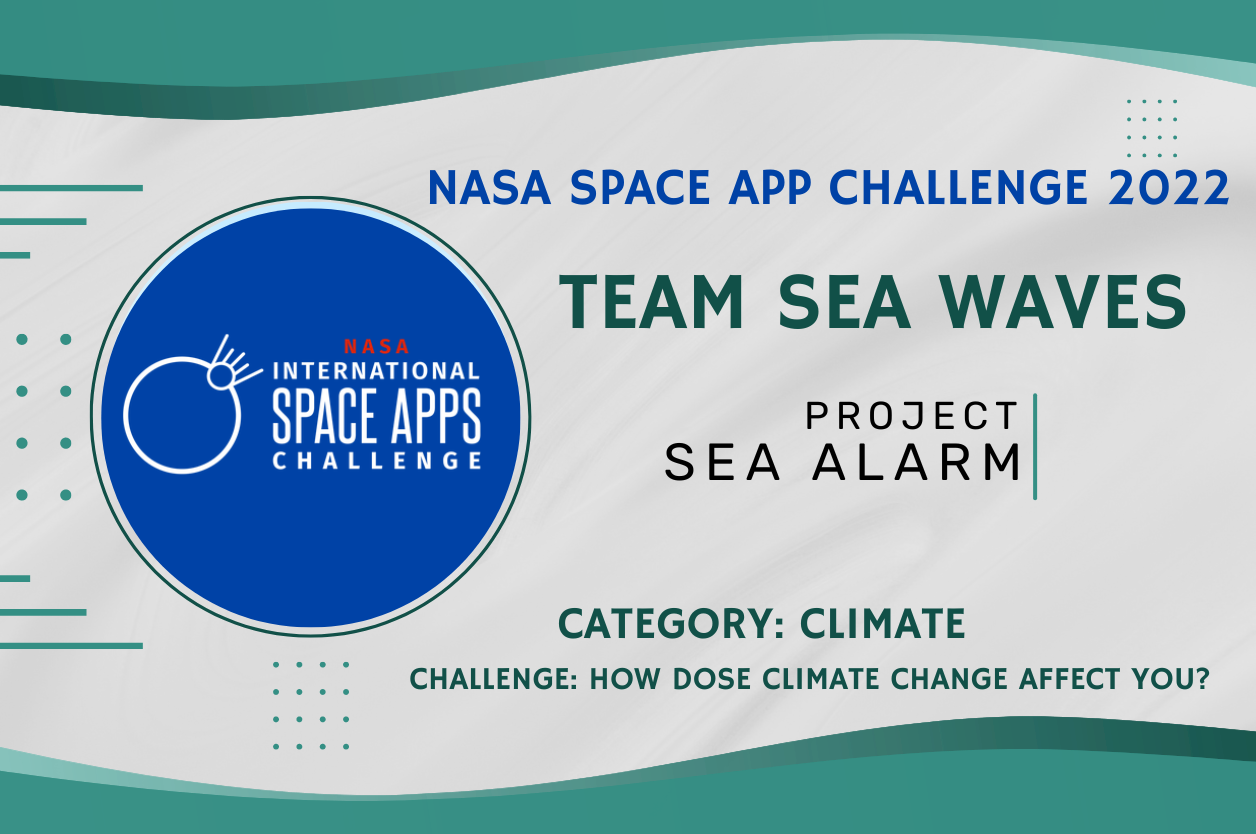 NASA SPACE APP CHALLENGE 2022
TEAM SEA WAVES
NASA
INTERNATIONAL
SPACE APPS
CHALLENGE
PROJECT
SEA ALARM
CATEGORY: CLIMATE
CHALLENGE: HOW DOSE CLIMATE CHANGE AFFECT YOU?